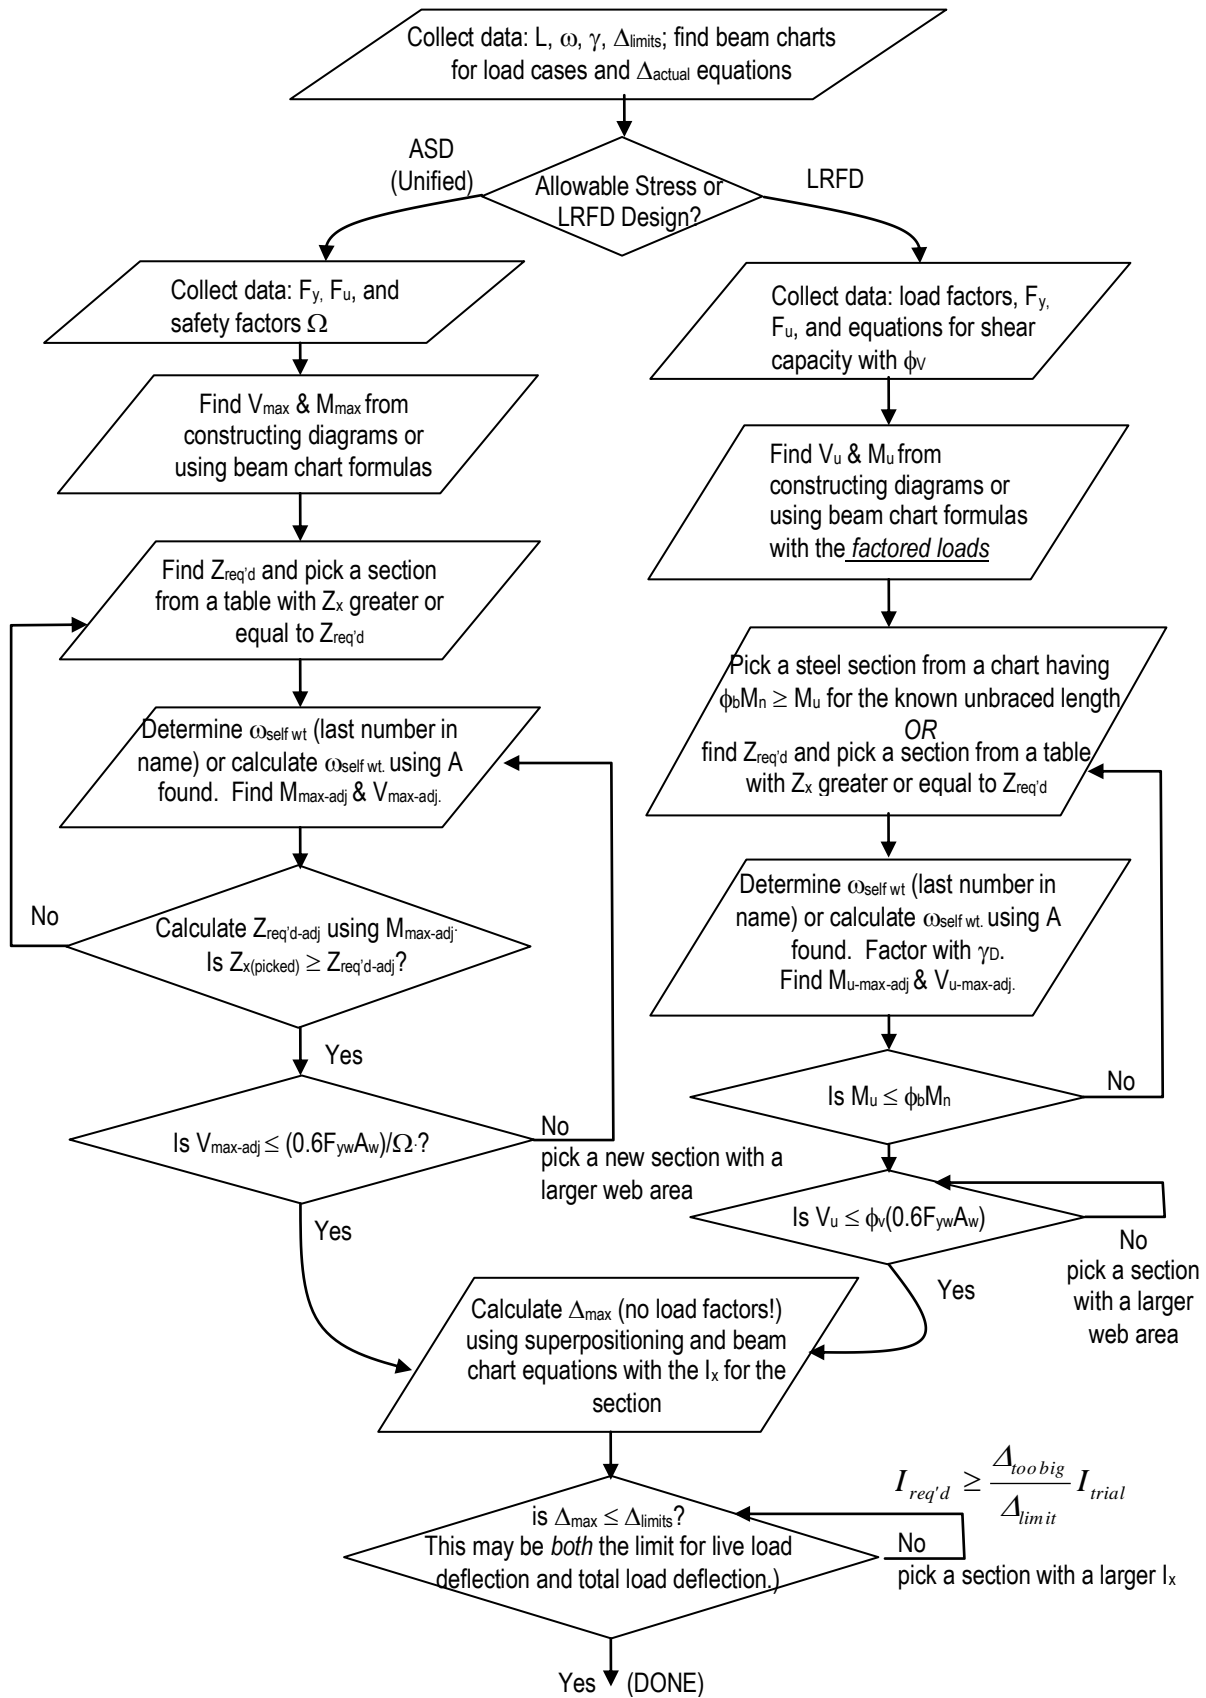 Collect data: L, ω, γ, Δlimits; find beam charts
for load cases and Δactual equations
ASD
(Unified)
Allowable Stress or
LRFD Design?
LRFD
Collect data: Fy, Fu, and
safety factors Ω
Collect data: load factors, Fy,
Fu, and equations for shear
capacity with ϕV
Find Vmax & Mmax from
constructing diagrams or
using beam chart formulas
Find Vu & Mu from
constructing diagrams or
using beam chart formulas
with the factored loads
Find Zreq'd and pick a section
from a table with Zx greater or
equal to Zreq'd
Pick a steel section from a chart having
ϕbMn ≥ Mu for the known unbraced length
OR
find Zreq'd and pick a section from a table
with Zx greater or equal to Zreq'd
Determine ωself wt (last number in
name) or calculate ωself wt. using A
found. Find Mmax-adj & Vmax-adj.
Determine ωself wt (last number in
name) or calculate ωself wt. using A
found. Factor with γD.
Find Mu-max-adj & Vu-max-adj.
No
Calculate Zreq'd-adj using Mmax-adj.
Is Zx(picked) ≥ Zreq'd-adj?
Yes
Is Mu ≤ ϕbMn
No
Is Vmax-adj ≤ (0.6FywAw)/Ω.?
No
pick a new section with a
larger web area
Yes
Is Vu ≤ ϕv(0.6FywAw)
No
pick a section
with a larger
web area
Yes
Calculate Δmax (no load factors!)
using superpositioning and beam
chart equations with the Ix for the
section
Ireq'd ≥ Δtoo big / Δlimit Itrial
is Δmax ≤ Δlimits?
This may be both the limit for live load
deflection and total load deflection.)
No
pick a section with a larger Ix
Yes (DONE)